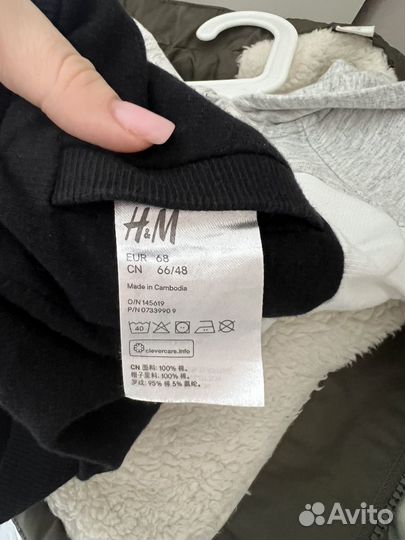 H&M
EUR 68
CN 66/48
Made in Cambodia
O/N 145619
P/N 0733990 9
40
clevercare.info
CN 面料: 100% 棉.
帽子里料: 100% 棉.
罗纹: 95% 棉 5% 氨纶.
Avito